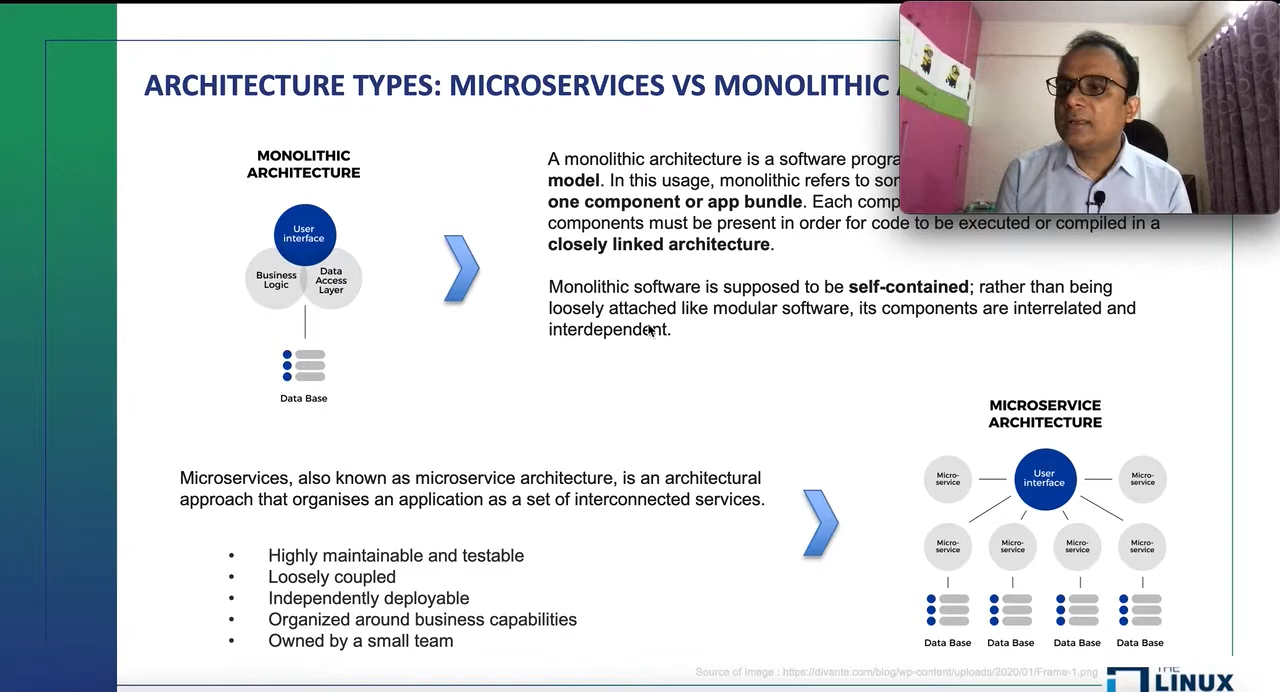 ARCHITECTURE TYPES: MICROSERVICES VS MONOLITHIC
MONOLITHIC
ARCHITECTURE
User
interface
Business
Logic
Data
Access
Layer
Data Base
A monolithic architecture is a software progra
model. In this usage, monolithic refers to
one component or app bundle. Each comp
components must be present in order for code to be executed or compiled in a
closely linked architecture.
Monolithic software is supposed to be self-contained; rather than being
loosely attached like modular software, its components are interrelated and
interdependent.
Microservices, also known as microservice architecture, is an architectural
approach that organises an application as a set of interconnected services.
• Highly maintainable and testable
• Loosely coupled
• Independently deployable
• Organized around business capabilities
• Owned by a small team
MICROSERVICE
ARCHITECTURE
Micro-
service
User
interface
Micro-
service
Micro-
service
Micro-
service
Micro-
service
Micro-
service
Data Base
Data Base
Data Base
Data Base
Source of image : https://divante.com/blog/wp-content/uploads/2020/01/Frame-1.png
THE
LINUX